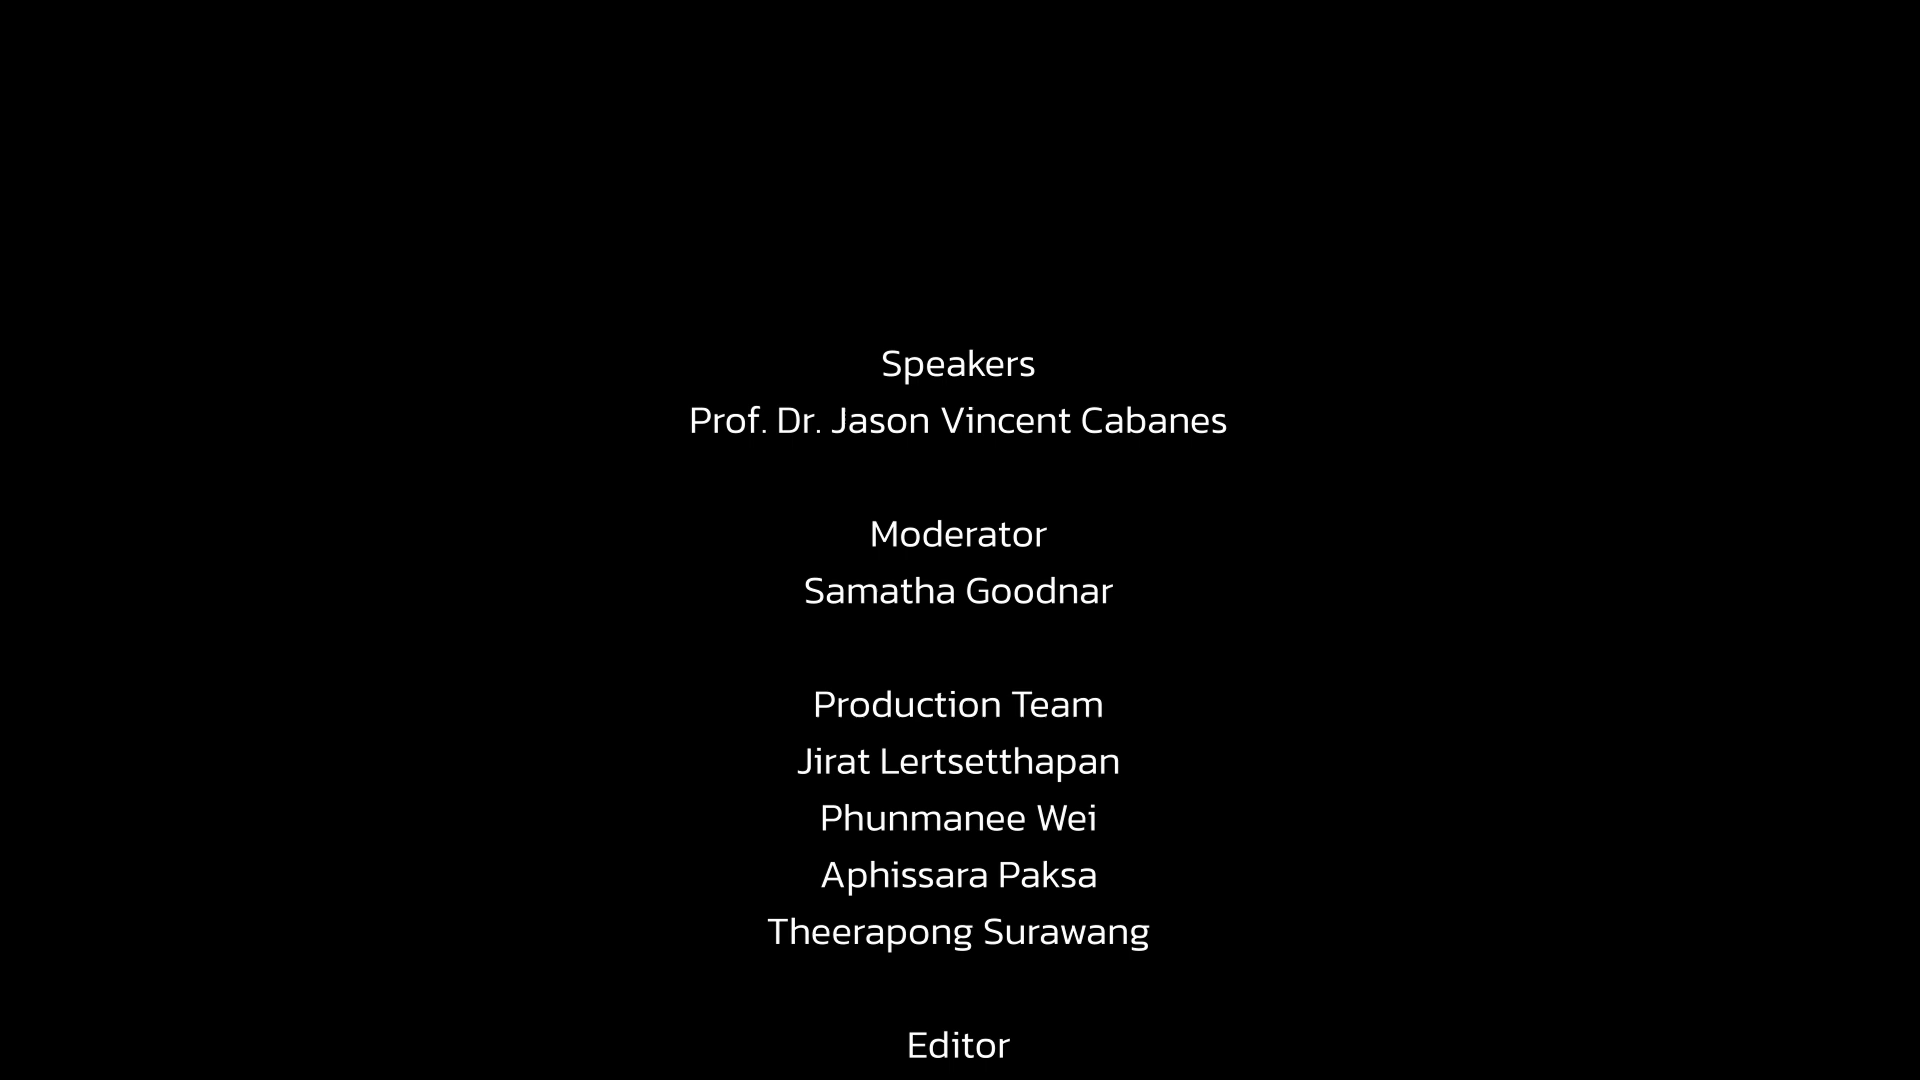 Speakers
Prof. Dr. Jason Vincent Cabanes
Moderator
Samatha Goodnar
Production Team
Jirat Lertsetthapan
Phunmanee Wei
Aphissara Paksa
Theerapong Surawang
Editor